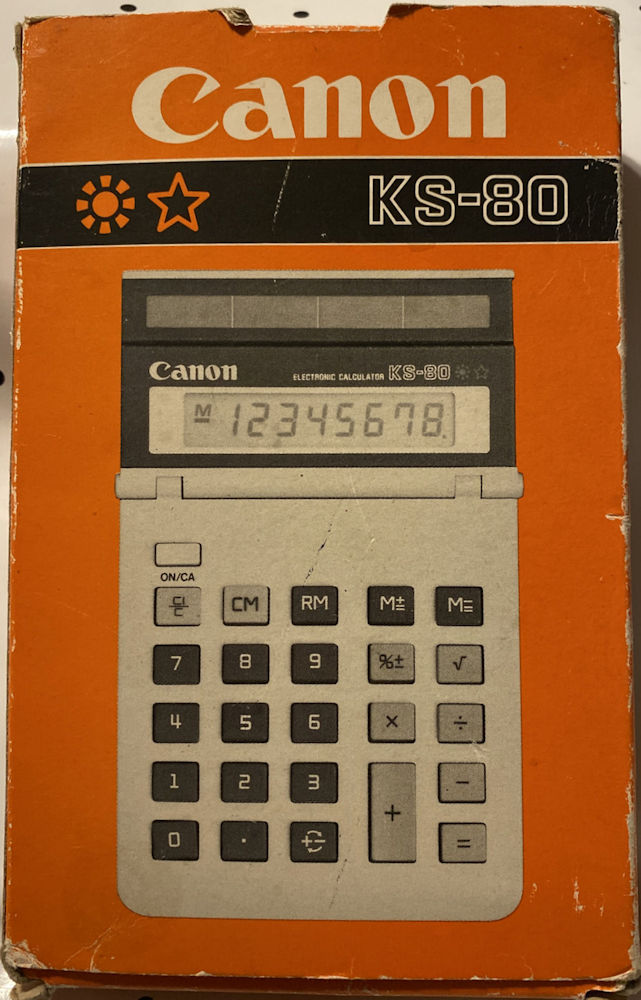 Canon
KS-80
Canon ELECTRONIC CALCULATOR KS-80
M 12345678.
ON/CA
CI/C CM RM M± M=
7 8 9 %± √
4 5 6 × ÷
1 2 3 + −
0 . +− =